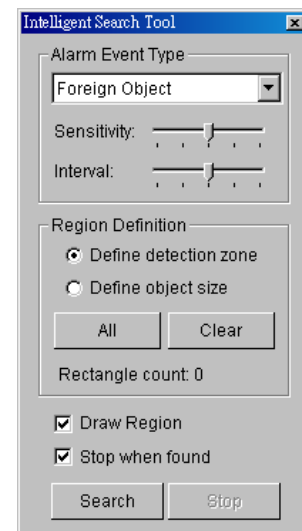 Intelligent Search Tool
Alarm Event Type
Foreign Object
Sensitivity:
Interval:
Region Definition
Define detection zone
Define object size
All Clear
Rectangle count: 0
Draw Region
Stop when found
Search Stop